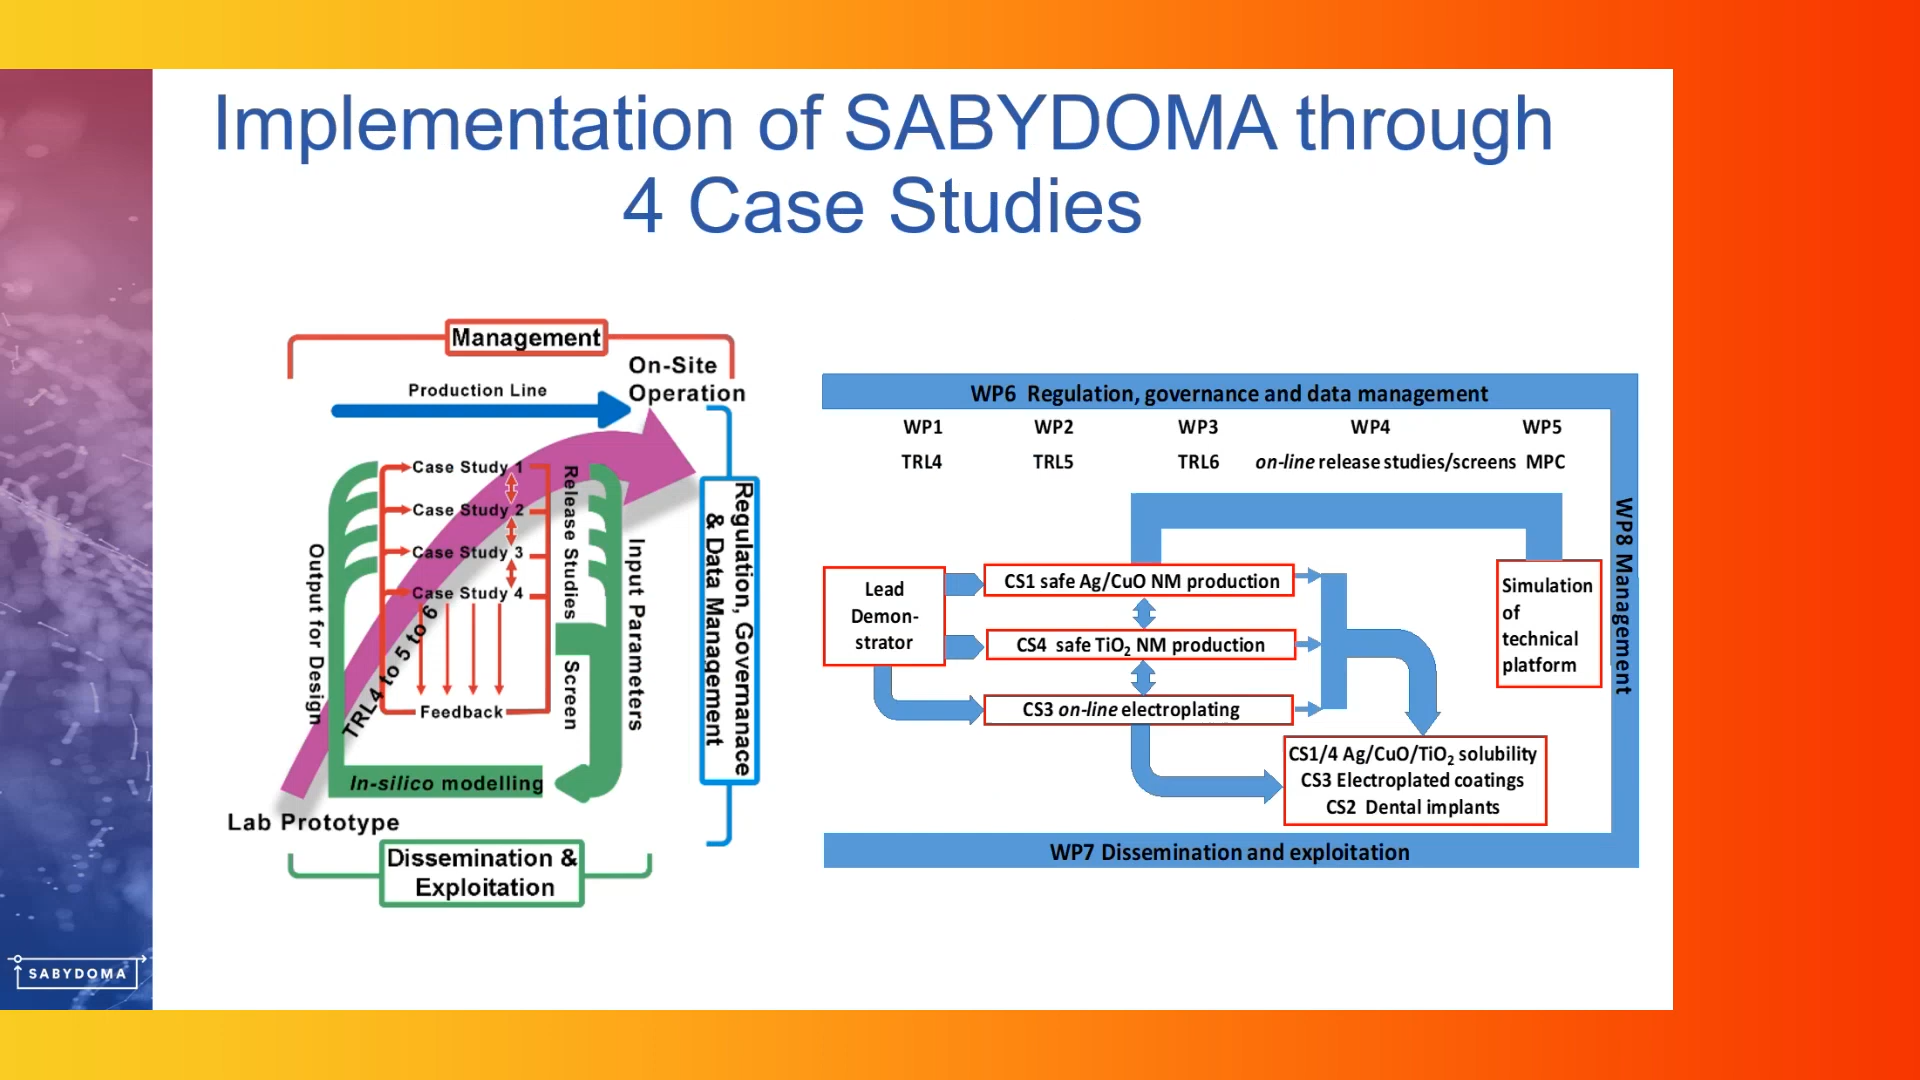 Implementation of SABYDOMA through
4 Case Studies
Management
On-Site
Operation
Production Line
Case Study 1
Case Study 2
Case Study 3
Case Study 4
Feedback
Release Studies
Screen
Input Parameters
Output for Design
TRL4 to 5 to 6
In-silico modelling
Lab Prototype
Dissemination &
Exploitation
Regulation, Governanace
& Data Management
WP6 Regulation, governance and data management
WP1 WP2 WP3 WP4 WP5
TRL4 TRL5 TRL6 on-line release studies/screens MPC
WP8 Management
Lead
Demon-
strator
CS1 safe Ag/CuO NM production
CS4 safe TiO₂ NM production
CS3 on-line electroplating
Simulation
of
technical
platform
CS1/4 Ag/CuO/TiO₂ solubility
CS3 Electroplated coatings
CS2 Dental implants
WP7 Dissemination and exploitation
SABYDOMA